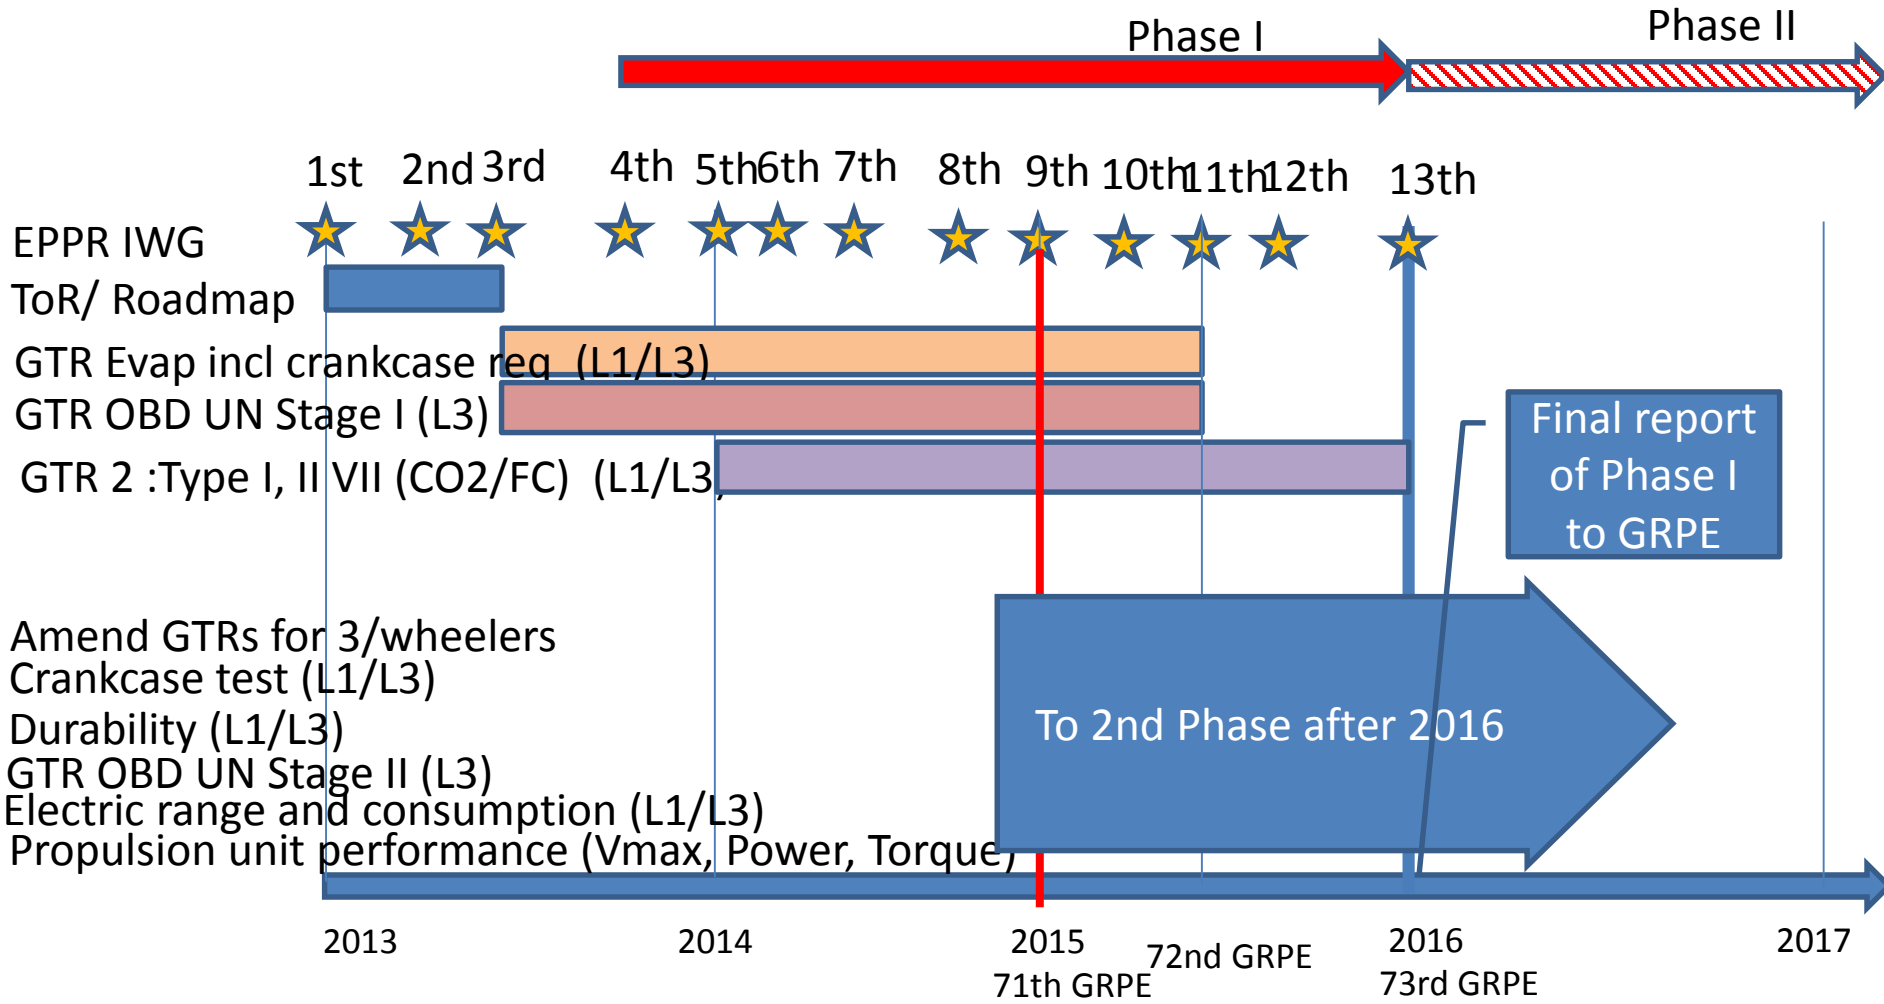 Phase I
Phase II
1st 2nd 3rd 4th 5th 6th 7th 8th 9th 10th 11th 12th 13th
EPPR IWG
ToR/ Roadmap
GTR Evap incl crankcase req (L1/L3)
GTR OBD UN Stage I (L3)
GTR 2 :Type I, II VII (CO2/FC) (L1/L3)
Final report
of Phase I
to GRPE
Amend GTRs for 3/wheelers
Crankcase test (L1/L3)
Durability (L1/L3)
GTR OBD UN Stage II (L3)
Electric range and consumption (L1/L3)
Propulsion unit performance (Vmax, Power, Torque)
To 2nd Phase after 2016
2013 2014 2015 2016 2017
71th GRPE 72nd GRPE 73rd GRPE